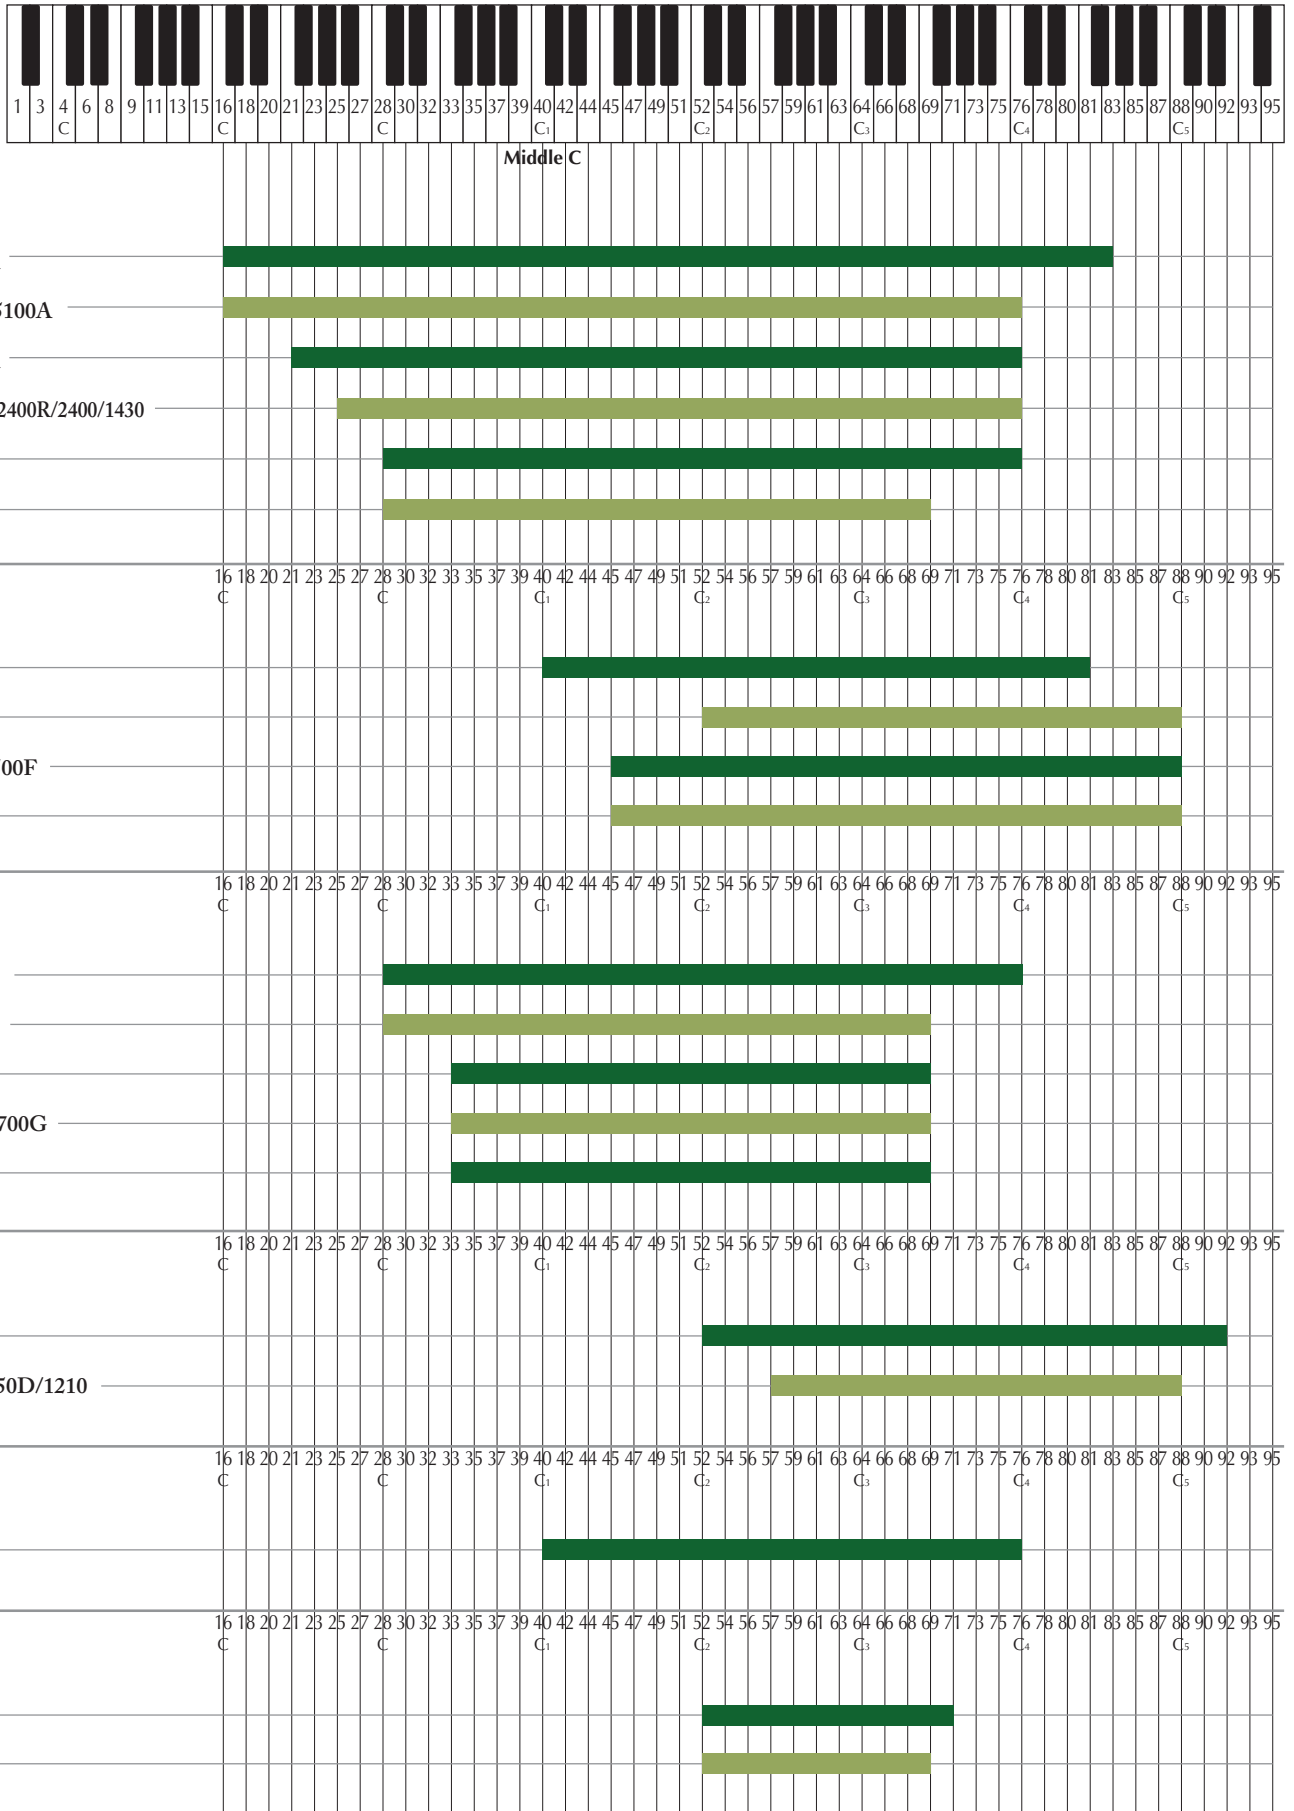 1 3 4 6 8 9 11 13 15 16 18 20 21 23 25 27 28 30 32 33 35 37 39 40 42 44 45 47 49 51 52 54 56 57 59 61 63 64 66 68 69 71 73 75 76 78 80 81 83 85 87 88 90 92 93 95
C C C C₁ C₂ C₃ C₄ C₅
Middle C
5100A
2400R/2400/1430
16 18 20 21 23 25 27 28 30 32 33 35 37 39 40 42 44 45 47 49 51 52 54 56 57 59 61 63 64 66 68 69 71 73 75 76 78 80 81 83 85 87 88 90 92 93 95
C C C₁ C₂ C₃ C₄ C₅
00F
16 18 20 21 23 25 27 28 30 32 33 35 37 39 40 42 44 45 47 49 51 52 54 56 57 59 61 63 64 66 68 69 71 73 75 76 78 80 81 83 85 87 88 90 92 93 95
C C C₁ C₂ C₃ C₄ C₅
700G
16 18 20 21 23 25 27 28 30 32 33 35 37 39 40 42 44 45 47 49 51 52 54 56 57 59 61 63 64 66 68 69 71 73 75 76 78 80 81 83 85 87 88 90 92 93 95
C C C₁ C₂ C₃ C₄ C₅
50D/1210
16 18 20 21 23 25 27 28 30 32 33 35 37 39 40 42 44 45 47 49 51 52 54 56 57 59 61 63 64 66 68 69 71 73 75 76 78 80 81 83 85 87 88 90 92 93 95
C C C₁ C₂ C₃ C₄ C₅
16 18 20 21 23 25 27 28 30 32 33 35 37 39 40 42 44 45 47 49 51 52 54 56 57 59 61 63 64 66 68 69 71 73 75 76 78 80 81 83 85 87 88 90 92 93 95
C C C₁ C₂ C₃ C₄ C₅